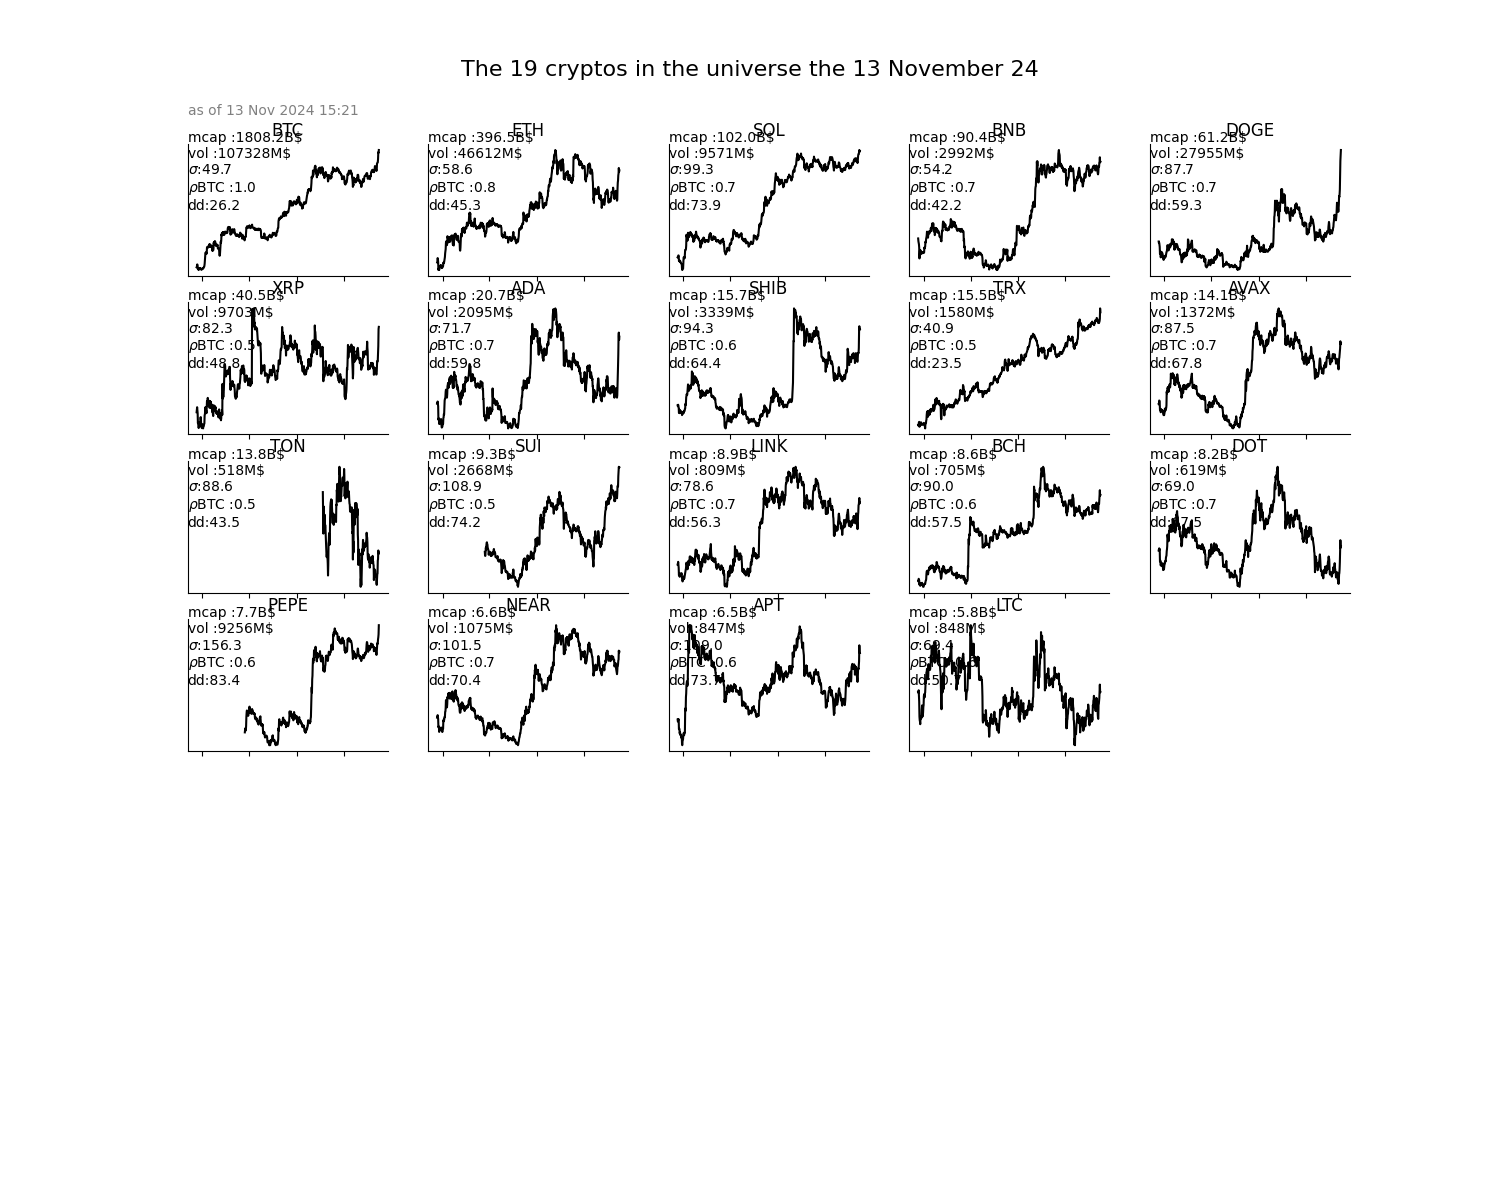 The 19 cryptos in the universe the 13 November 24
as of 13 Nov 2024 15:21
BTC
mcap :1808.2B$
vol :107328M$
σ:49.7
ρBTC :1.0
dd:26.2
ETH
mcap :396.5B$
vol :46612M$
σ:58.6
ρBTC :0.8
dd:45.3
SOL
mcap :102.0B$
vol :9571M$
σ:99.3
ρBTC :0.7
dd:73.9
BNB
mcap :90.4B$
vol :2992M$
σ:54.2
ρBTC :0.7
dd:42.2
DOGE
mcap :61.2B$
vol :27955M$
σ:87.7
ρBTC :0.7
dd:59.3
XRP
mcap :40.5B$
vol :9703M$
σ:82.3
ρBTC :0.5
dd:48.8
ADA
mcap :20.7B$
vol :2095M$
σ:71.7
ρBTC :0.7
dd:59.8
SHIB
mcap :15.7B$
vol :3339M$
σ:94.3
ρBTC :0.6
dd:64.4
TRX
mcap :15.5B$
vol :1580M$
σ:40.9
ρBTC :0.5
dd:23.5
AVAX
mcap :14.1B$
vol :1372M$
σ:87.5
ρBTC :0.7
dd:67.8
TON
mcap :13.8B$
vol :518M$
σ:88.6
ρBTC :0.5
dd:43.5
SUI
mcap :9.3B$
vol :2668M$
σ:108.9
ρBTC :0.5
dd:74.2
LINK
mcap :8.9B$
vol :809M$
σ:78.6
ρBTC :0.7
dd:56.3
BCH
mcap :8.6B$
vol :705M$
σ:90.0
ρBTC :0.6
dd:57.5
DOT
mcap :8.2B$
vol :619M$
σ:69.0
ρBTC :0.7
PEPE
mcap :7.7B$
vol :9256M$
σ:156.3
ρBTC :0.6
dd:83.4
NEAR
mcap :6.6B$
vol :1075M$
σ:101.5
ρBTC :0.7
dd:70.4
APT
mcap :6.5B$
vol :847M$
σ:109.0
ρBTC :0.6
LTC
mcap :5.8B$
vol :848M$